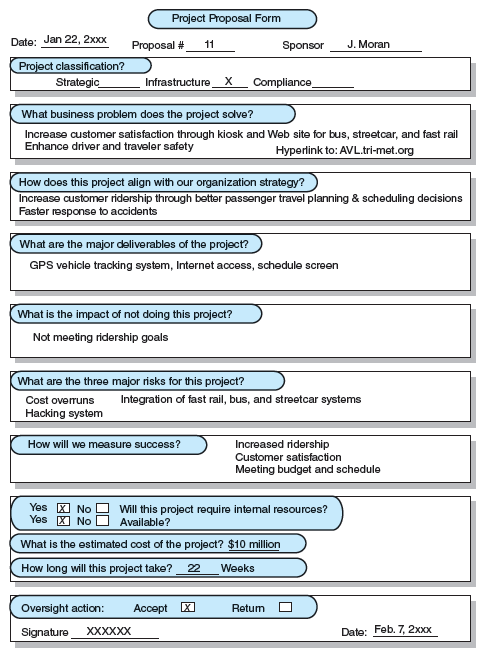 Project Proposal Form
Date: Jan 22, 2xxx Proposal # 11 Sponsor J. Moran
Project classification?
Strategic______ Infrastructure X Compliance______
What business problem does the project solve?
Increase customer satisfaction through kiosk and Web site for bus, streetcar, and fast rail
Enhance driver and traveler safety Hyperlink to: AVL.tri-met.org
How does this project align with our organization strategy?
Increase customer ridership through better passenger travel planning & scheduling decisions
Faster response to accidents
What are the major deliverables of the project?
GPS vehicle tracking system, Internet access, schedule screen
What is the impact of not doing this project?
Not meeting ridership goals
What are the three major risks for this project?
Cost overruns Integration of fast rail, bus, and streetcar systems
Hacking system
How will we measure success? Increased ridership
Customer satisfaction
Meeting budget and schedule
Yes X No Will this project require internal resources?
Yes X No Available?
What is the estimated cost of the project? $10 million
How long will this project take? 22 Weeks
Oversight action: Accept X Return
Signature XXXXXX Date: Feb. 7, 2xxx